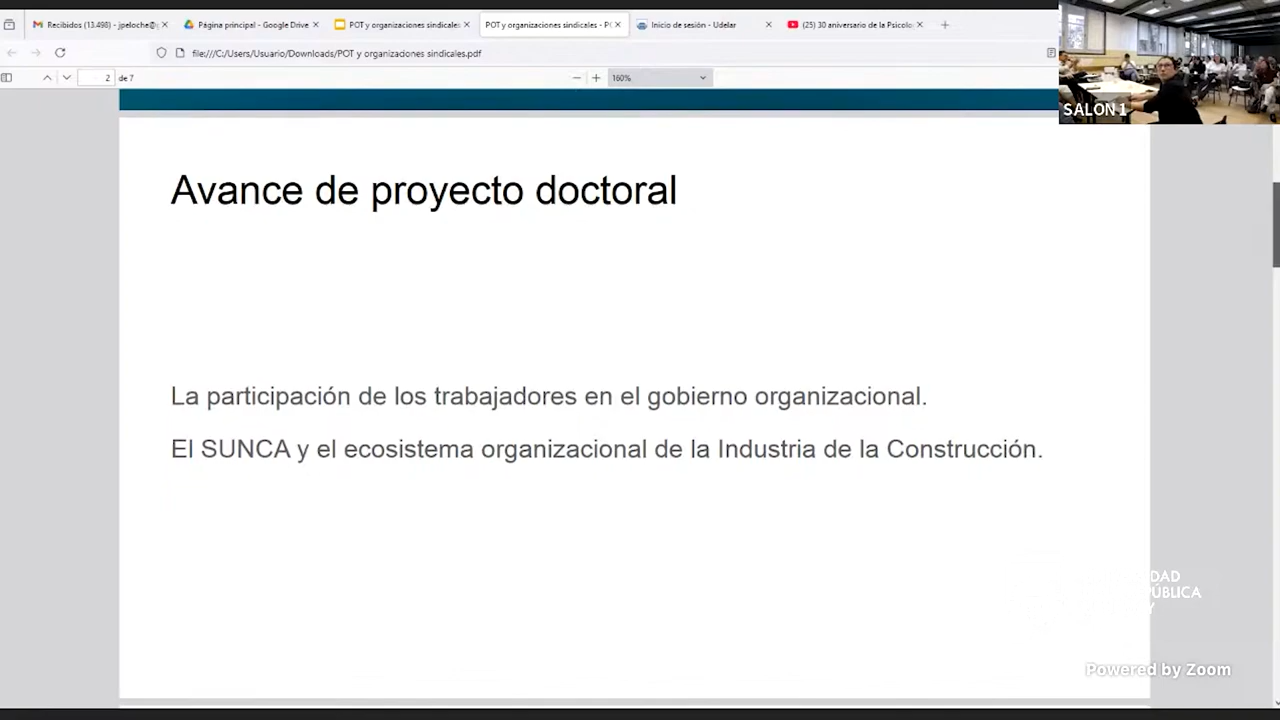 Recibidos (13.498) - jpeloche@
Página principal - Google Drive
POT y organizaciones sindicales
POT y organizaciones sindicales - P
Inicio de sesión - Udelar
(25) 30 aniversario de la Psicolo
file:///C:/Users/Usuario/Downloads/POT y organizaciones sindicales.pdf
2 de 7
160%
SALON 1
Avance de proyecto doctoral
La participación de los trabajadores en el gobierno organizacional.
El SUNCA y el ecosistema organizacional de la Industria de la Construcción.
DAD
PÚBLICA
Y
Powered by Zoom